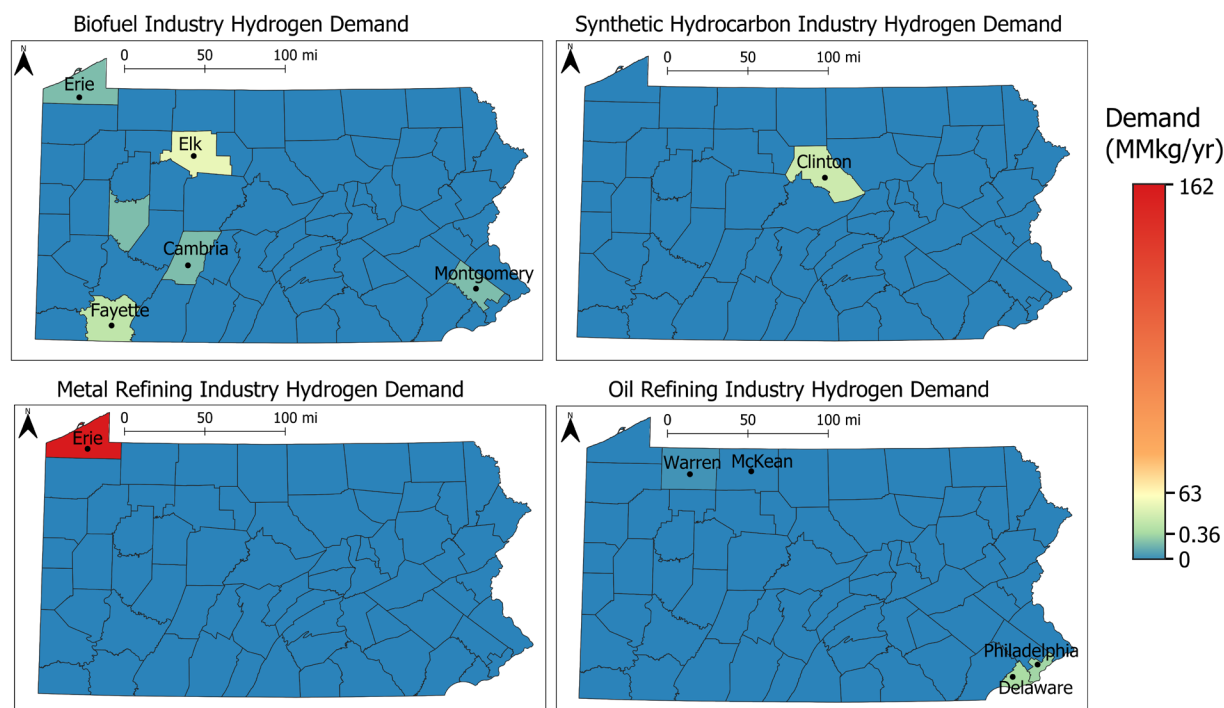 Biofuel Industry Hydrogen Demand
N
0 50 100 mi
Erie
Elk
Cambria
Montgomery
Fayette
Synthetic Hydrocarbon Industry Hydrogen Demand
N
0 50 100 mi
Clinton
Demand
(MMkg/yr)
162
63
0.36
0
Metal Refining Industry Hydrogen Demand
N
0 50 100 mi
Erie
Oil Refining Industry Hydrogen Demand
N
0 50 100 mi
Warren
McKean
Philadelphia
Delaware